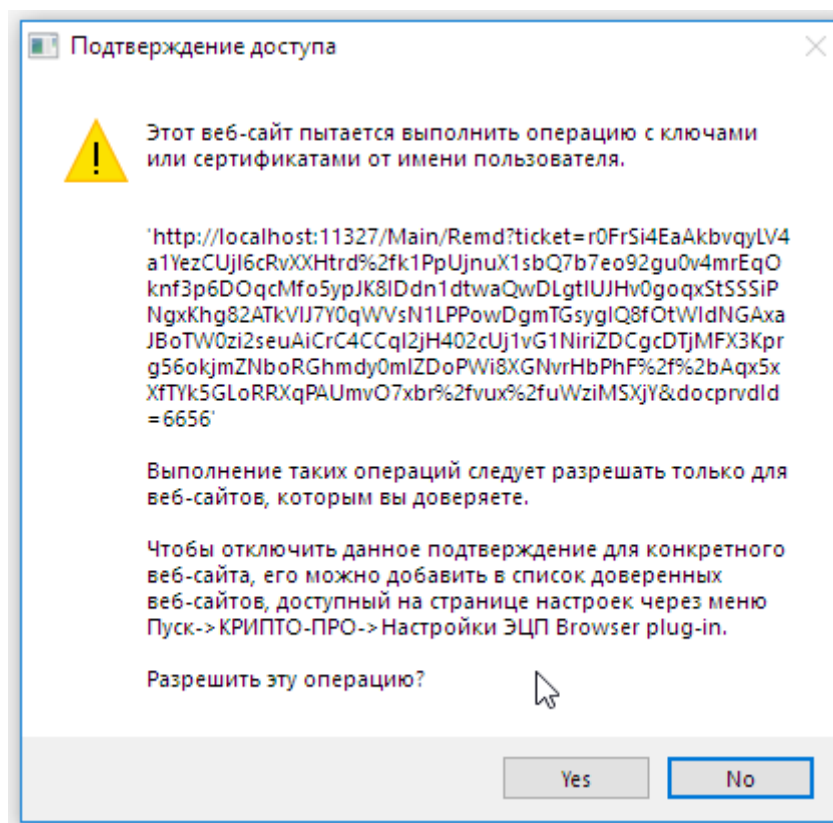 Подтверждение доступа
Этот веб-сайт пытается выполнить операцию с ключами
или сертификатами от имени пользователя.
'http://localhost:11327/Main/Remd?ticket=r0FrSi4EaAkbvqyLV4
a1YezCUjl6cRvXXHtrd%2fk1PpUjnuX1sbQ7b7eo92gu0v4mrEqO
knf3p6DOqcMfo5ypJK8IDdn1dtwaQwDLgtIUJHv0goqxStSSSiP
NgxKhg82ATkVlJ7Y0qWVsN1LPPowDgmTGsyglQ8fOtWIdNGAxa
JBoTW0zi2seuAiCrC4CCqI2jH402cUj1vG1NiriZDCgcDTjMFX3Kpr
g56okjmZNboRGhmdy0mIZDoPWi8XGNvrHbPhF%2f%2bAqx5x
XfTYk5GLoRRXqPAUmvO7xbr%2fvux%2fuWziMSXjY&docprvdId
=6656'
Выполнение таких операций следует разрешать только для
веб-сайтов, которым вы доверяете.
Чтобы отключить данное подтверждение для конкретного
веб-сайта, его можно добавить в список доверенных
веб-сайтов, доступный на странице настроек через меню
Пуск->КРИПТО-ПРО->Настройки ЭЦП Browser plug-in.
Разрешить эту операцию?
Yes
No